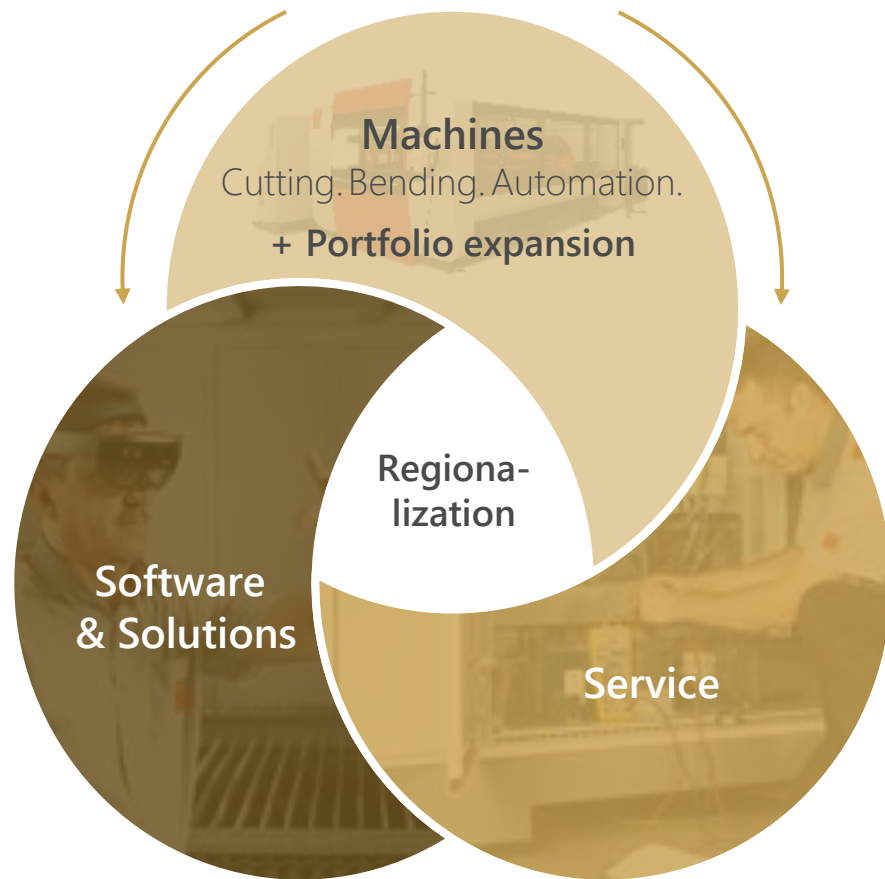 Machines
Cutting. Bending. Automation.
+ Portfolio expansion
Regiona-
lization
Software
& Solutions
Service